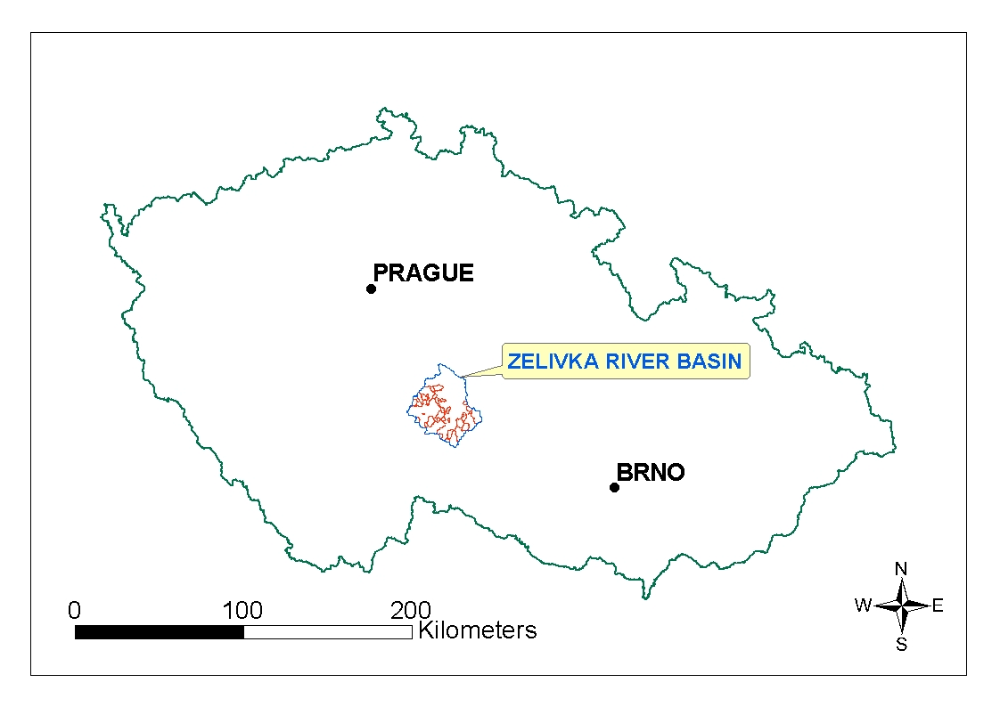 PRAGUE
ZELIVKA RIVER BASIN
BRNO
N
W E
S
0 100 200
Kilometers